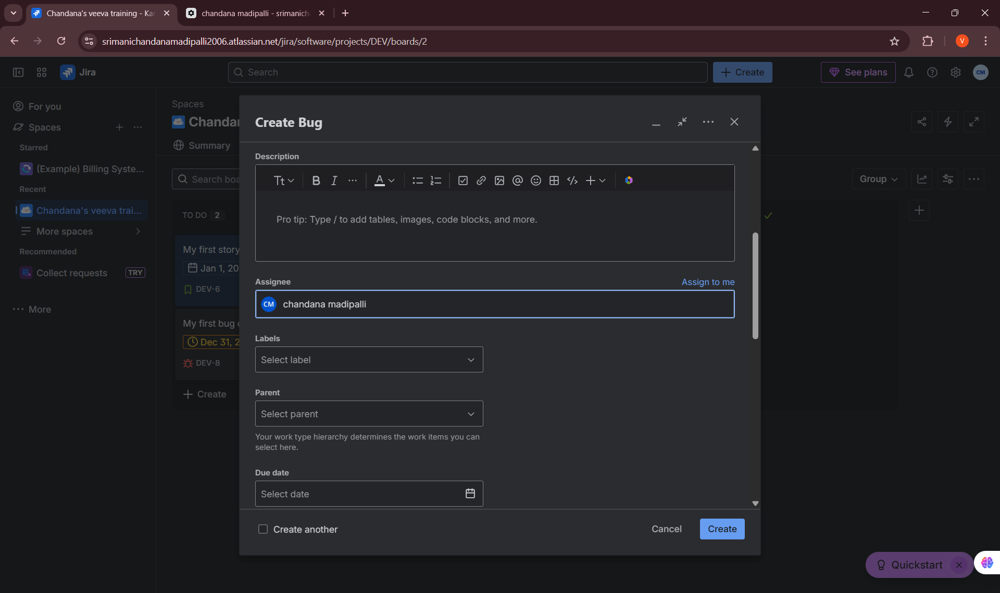 Chandana's veeva training - Ka
chandana madipalli - srimanich
srimanichandanamadipalli2006.atlassian.net/jira/software/projects/DEV/boards/2
V
Jira
Search
Create
See plans
CM
For you
Spaces
Starred
(Example) Billing Syste...
Recent
Chandana's veeva trai...
More spaces
Recommended
Collect requests TRY
More
Spaces
Chandan
Summary
Search boa
Group
TO DO 2
My first story
Jan 1, 20
DEV-6
My first bug
Dec 31, 2
DEV-8
Create
Create Bug
Description
Tt B I A
Pro tip: Type / to add tables, images, code blocks, and more.
Assignee Assign to me
CM chandana madipalli
Labels
Select label
Parent
Select parent
Your work type hierarchy determines the work items you can
select here.
Due date
Select date
Create another
Cancel Create
Quickstart